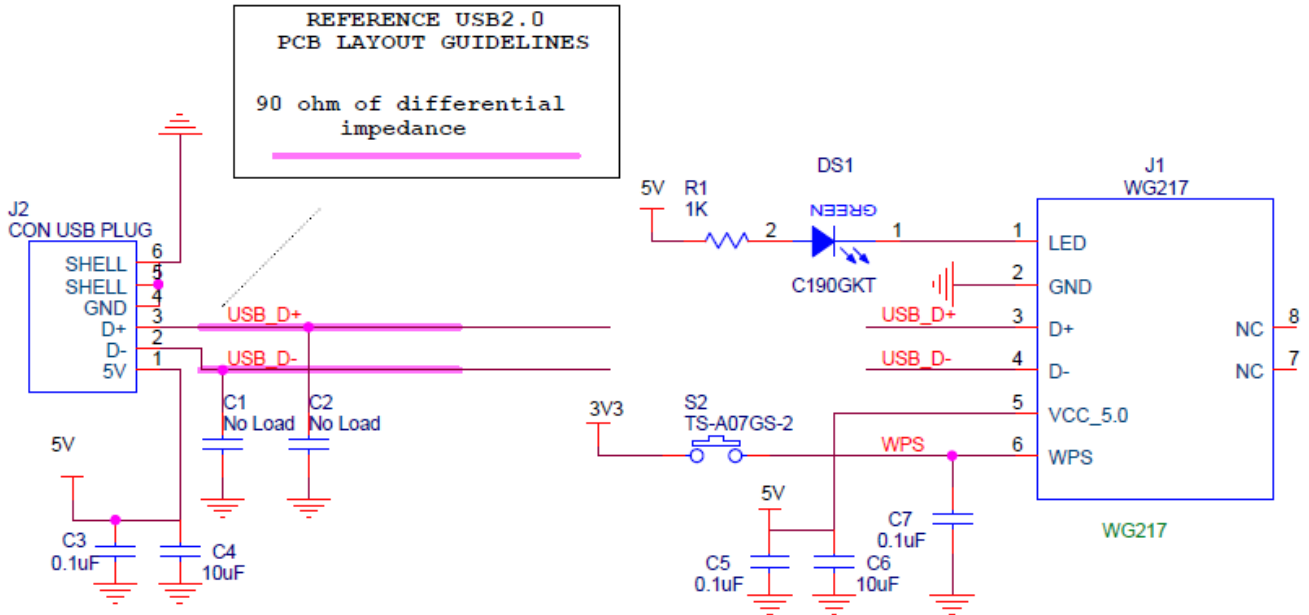 REFERENCE USB2.0
PCB LAYOUT GUIDELINES
90 ohm of differential
impedance
J2
CON USB PLUG
SHELL 6
SHELL 5
GND 4
D+ 3
D- 2
5V 1
USB_D+
USB_D-
C1
No Load
C2
No Load
5V
C3
0.1uF
C4
10uF
5V
R1
1K
2
DS1
GREEN
1
C190GKT
J1
WG217
1 LED
2 GND
USB_D+ 3 D+
USB_D- 4 D-
5 VCC_5.0
WPS 6 WPS
NC 8
NC 7
WG217
3V3
S2
TS-A07GS-2
5V
C5
0.1uF
C6
10uF
C7
0.1uF